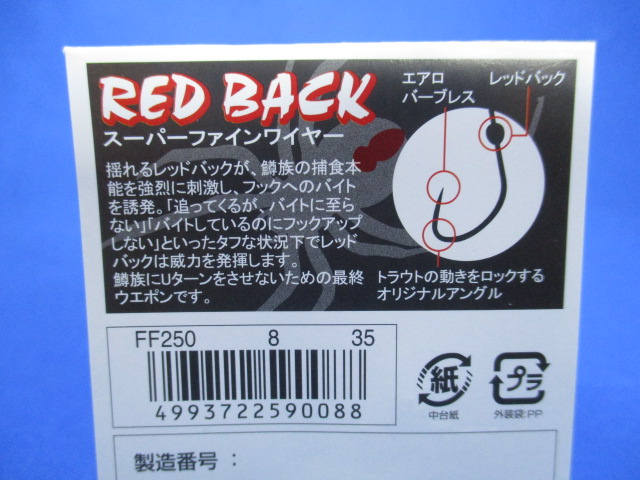 RED BACK
スーパーファインワイヤー
揺れるレッドバックが、鱒族の捕食本
能を強烈に刺激し、フックへのバイト
を誘発。「追ってくるが、バイトに至ら
ない」「バイトしているのにフックアップ
しない」といったタフな状況下でレッド
バックは威力を発揮します。
鱒族にUターンをさせないための最終
ウエポンです。
エアロ
バーブレス
レッドバック
トラウトの動きをロックする
オリジナルアングル
FF250 8 35
4993722590088
紙
中台紙
プラ
外装袋:PP
製造番号：